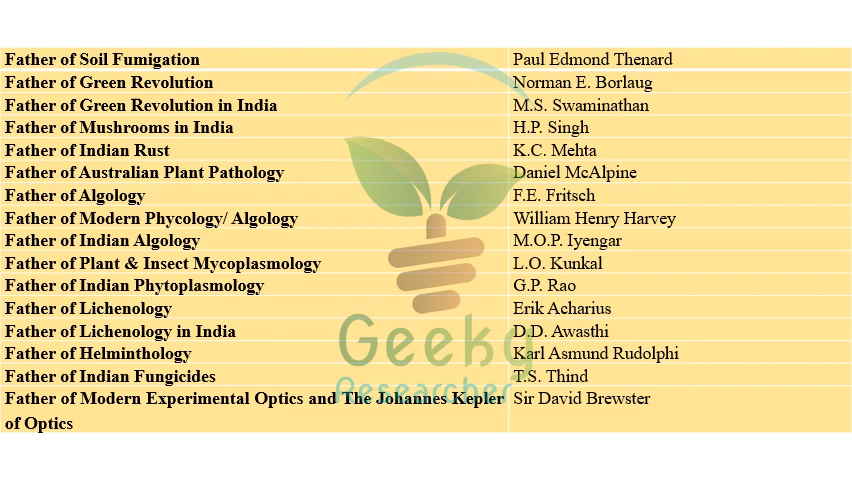 Father of Soil Fumigation Paul Edmond Thenard
Father of Green Revolution Norman E. Borlaug
Father of Green Revolution in India M.S. Swaminathan
Father of Mushrooms in India H.P. Singh
Father of Indian Rust K.C. Mehta
Father of Australian Plant Pathology Daniel McAlpine
Father of Algology F.E. Fritsch
Father of Modern Phycology/ Algology William Henry Harvey
Father of Indian Algology M.O.P. Iyengar
Father of Plant & Insect Mycoplasmology L.O. Kunkal
Father of Indian Phytoplasmology G.P. Rao
Father of Lichenology Erik Acharius
Father of Lichenology in India D.D. Awasthi
Father of Helminthology Karl Asmund Rudolphi
Father of Indian Fungicides T.S. Thind
Father of Modern Experimental Optics and The Johannes Kepler Sir David Brewster
of Optics
Geeky
Researcher